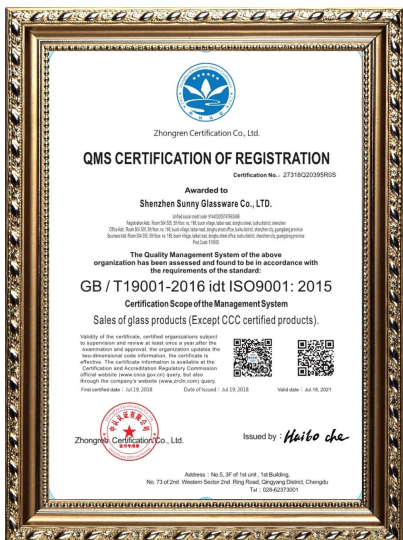 Zhongren Certification Co., Ltd.
QMS CERTIFICATION OF REGISTRATION
Certification No.: 27318Q20395R0S
Awarded to
Shenzhen Sunny Glassware Co., LTD.
The Quality Management System of the above
organization has been assessed and found to be in accordance with
the requirements of the standard:
GB / T19001-2016 idt ISO9001: 2015
Certification Scope of the Management System
Sales of glass products (Except CCC certified products).
Validity of the certificate, certified organizations subject
to supervision and review at least once a year,after the
examination and approval, the organization updates the
two-dimensional code information, the certificate is
effective. The certificate information is available at the
Certification and Accreditation Regulatory Commission
official website (www.cnca.gov.cn) query, but also
through the company's website (www.zrcln.com) query.
First certified date : Jul.19, 2018
Date of Issued : Jul.19, 2018
Valid date : Jul.18, 2021
Zhongren Certification Co., Ltd.
Issued by : Haibo che
Address : No.5, 3F of 1st unit , 1st Building,
No. 73 of 2nd Western Sector 2nd Ring Road, Qingyang District, Chengdu
Tel : 028-62373001